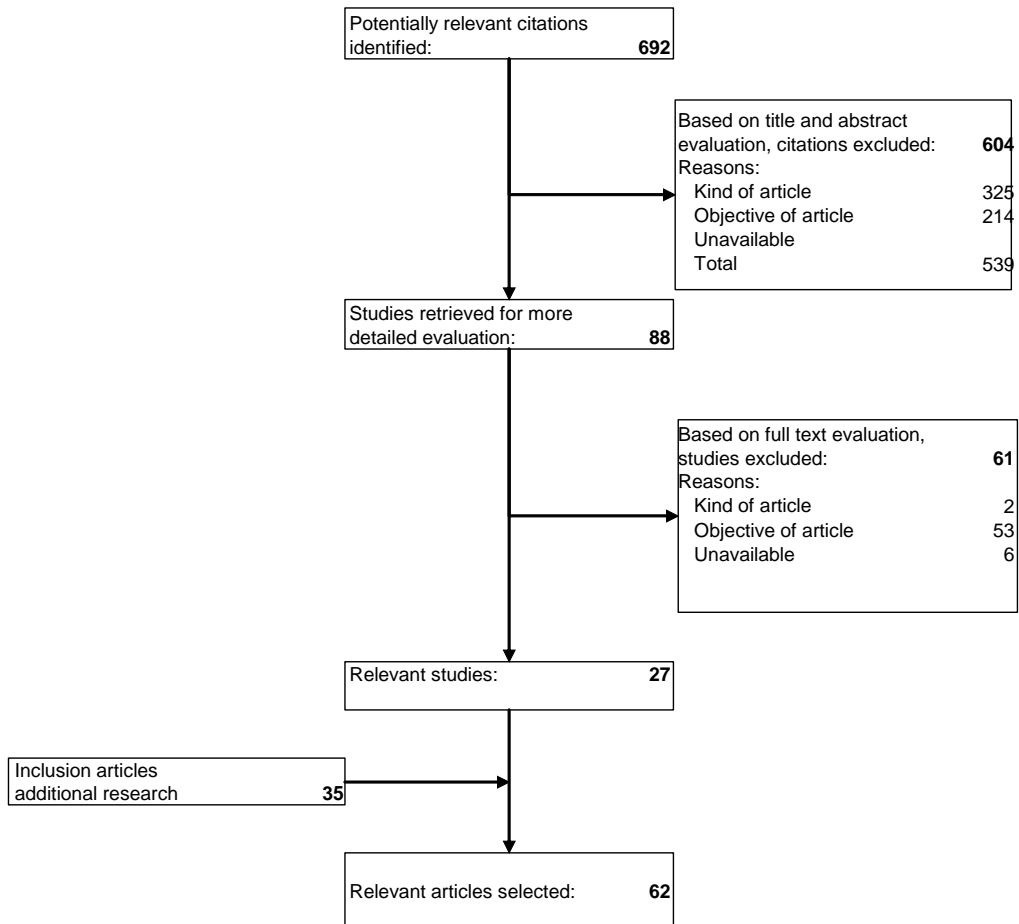 Potentially relevant citations
identified: 692
Based on title and abstract
evaluation, citations excluded: 604
Reasons:
Kind of article 325
Objective of article 214
Unavailable
Total 539
Studies retrieved for more
detailed evaluation: 88
Based on full text evaluation,
studies excluded: 61
Reasons:
Kind of article 2
Objective of article 53
Unavailable 6
Relevant studies: 27
Inclusion articles
additional research 35
Relevant articles selected: 62